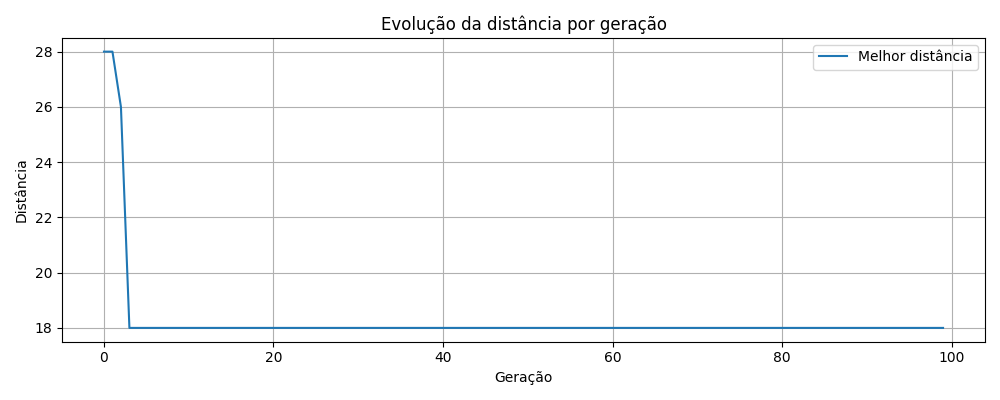 Evolução da distância por geração
Melhor distância
Distância
28
26
24
22
20
18
0 20 40 60 80 100
Geração